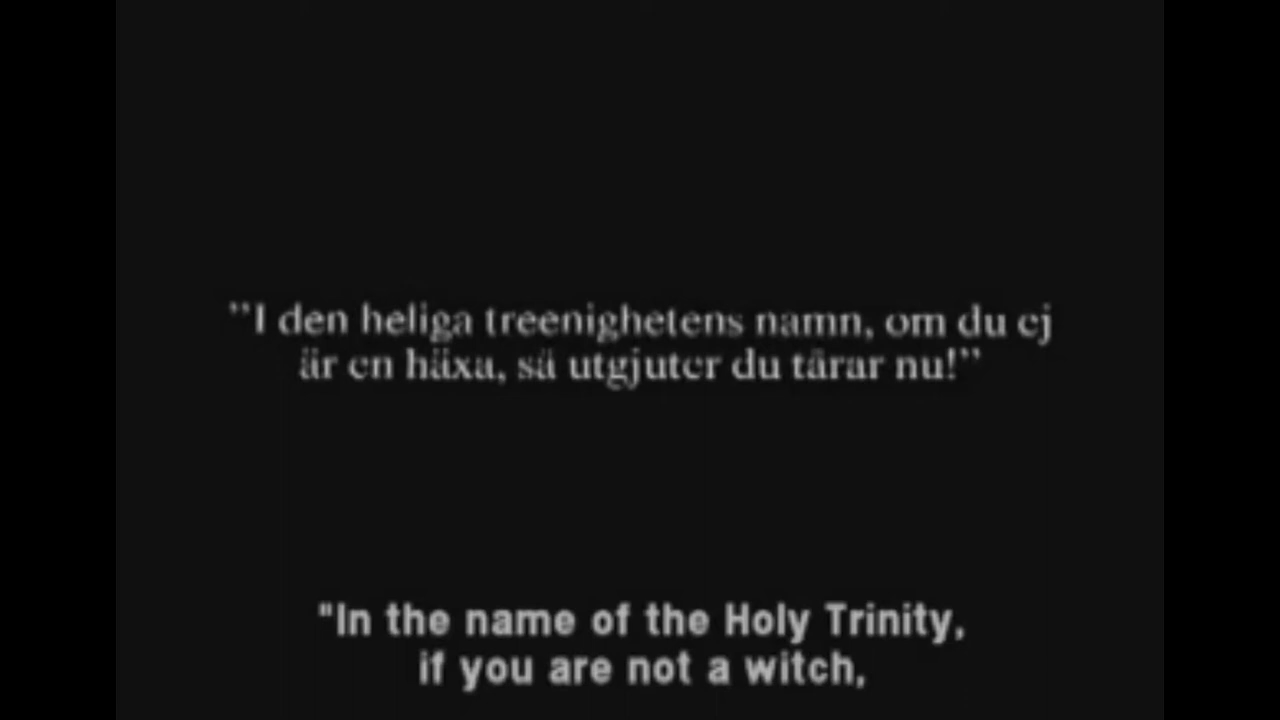 ”I den heliga treenighetens namn, om du ej
är en häxa, så utgjuter du tårar nu!”
"In the name of the Holy Trinity,
if you are not a witch,